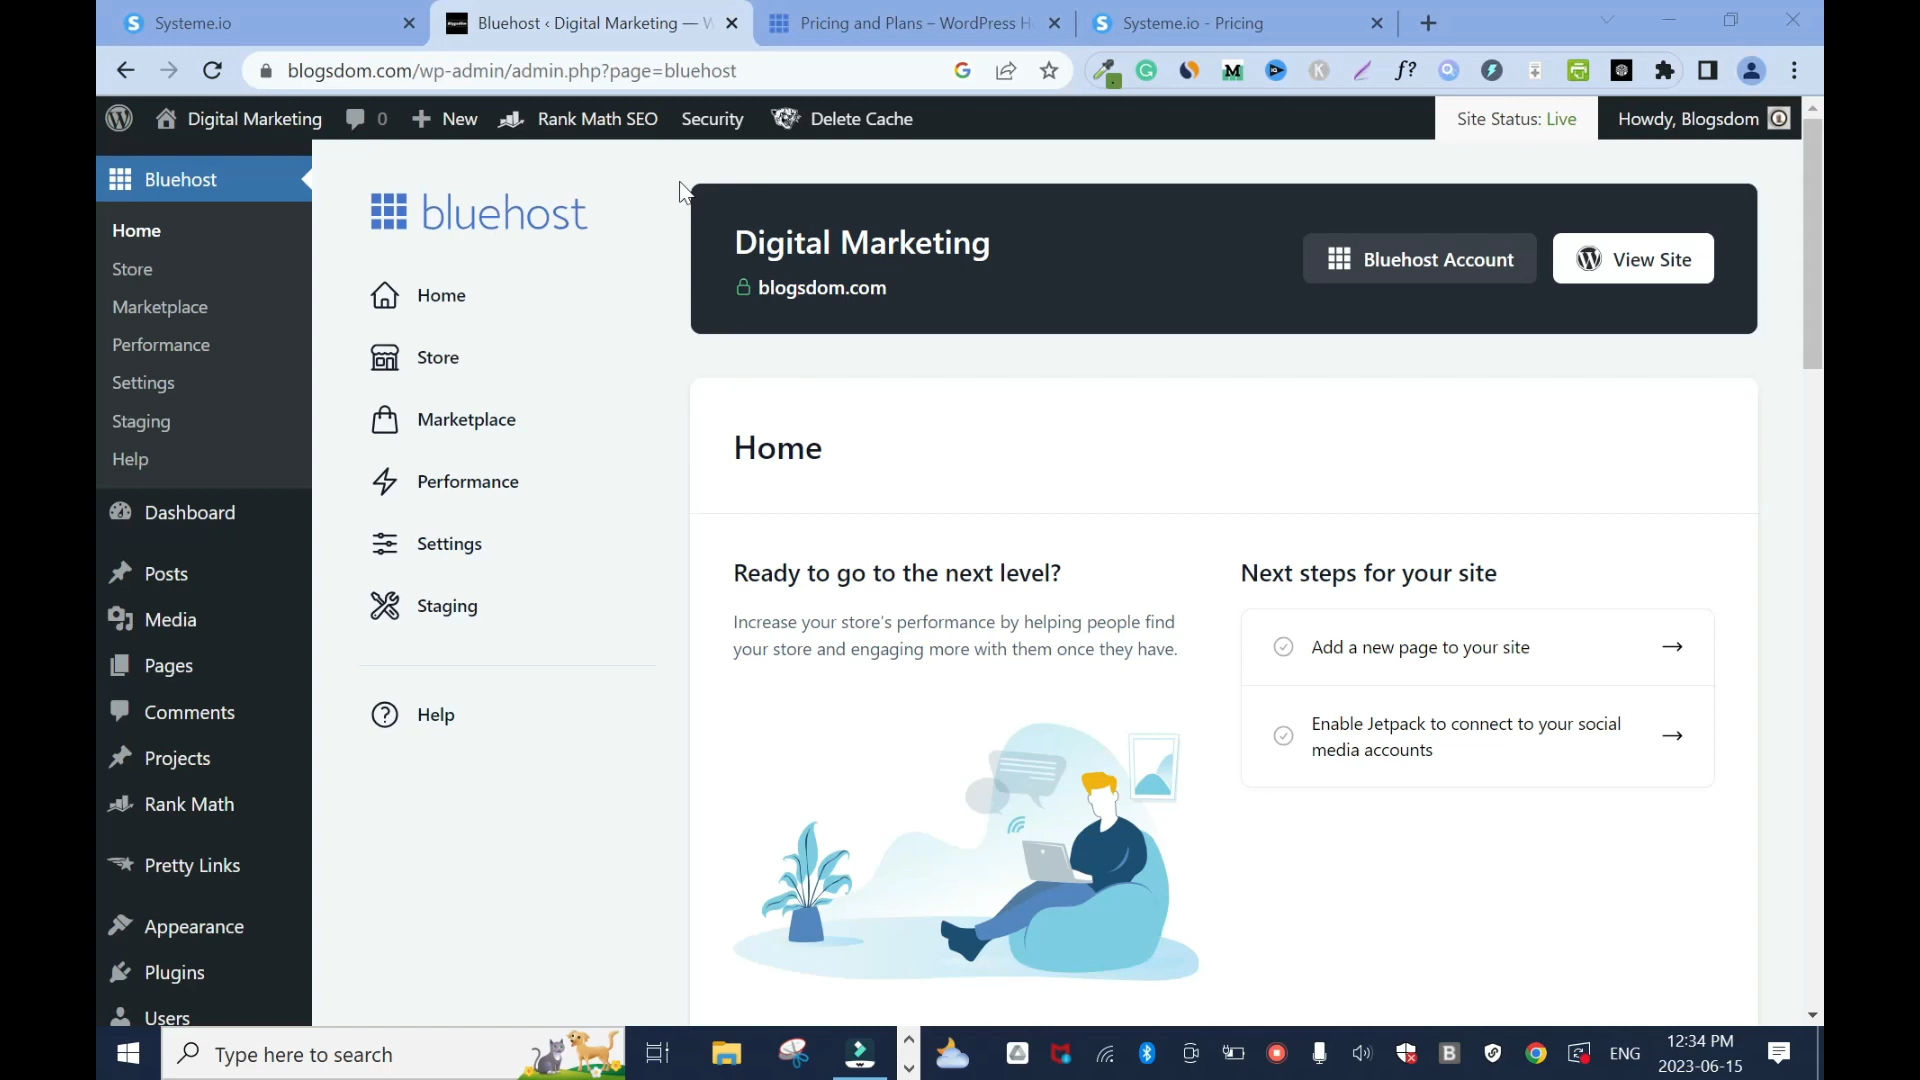 Systeme.io
Bluehost ‹ Digital Marketing — W
Pricing and Plans – WordPress H
Systeme.io - Pricing
blogsdom.com/wp-admin/admin.php?page=bluehost
Digital Marketing
0
New
Rank Math SEO
Security
Delete Cache
Site Status: Live
Howdy, Blogsdom
Bluehost
Home
Store
Marketplace
Performance
Settings
Staging
Help
Dashboard
Posts
Media
Pages
Comments
Projects
Rank Math
Pretty Links
Appearance
Plugins
Users
bluehost
Home
Store
Marketplace
Performance
Settings
Staging
Help
Digital Marketing
blogsdom.com
Bluehost Account
View Site
Home
Ready to go to the next level?
Increase your store's performance by helping people find
your store and engaging more with them once they have.
Next steps for your site
Add a new page to your site
Enable Jetpack to connect to your social
media accounts
Type here to search
ENG
12:34 PM
2023-06-15